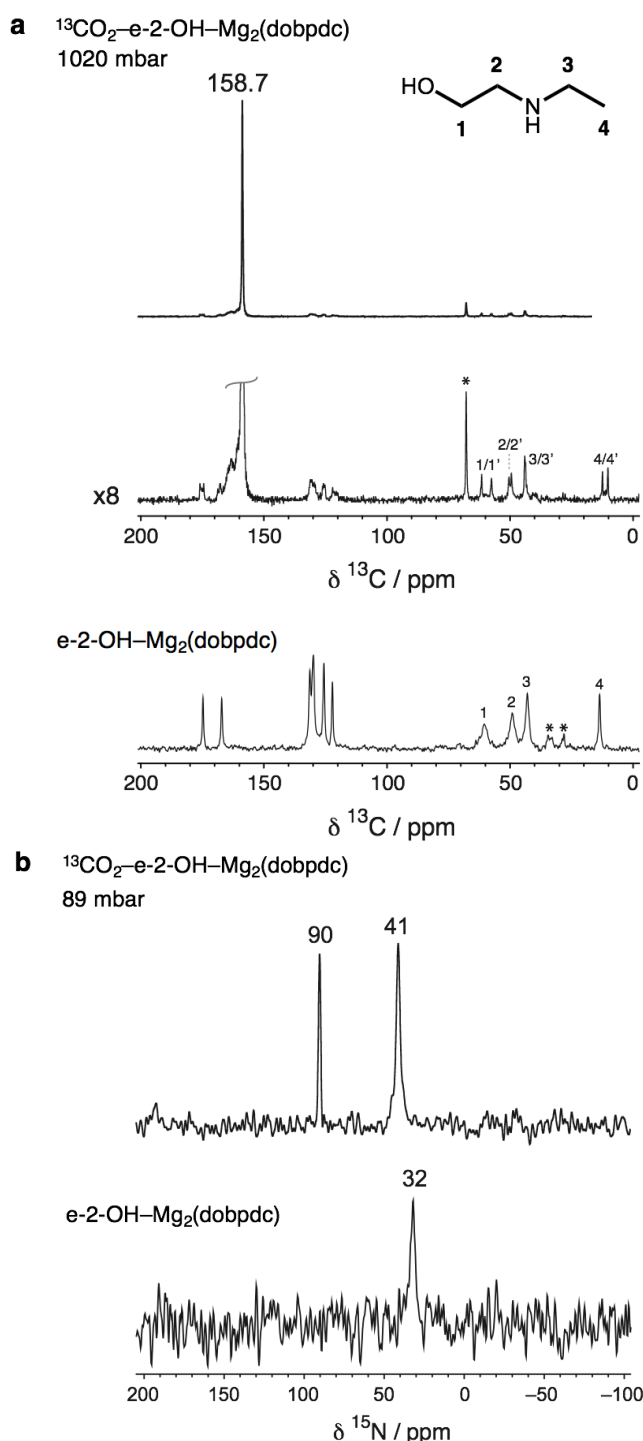 a ¹³CO₂–e-2-OH–Mg₂(dobpdc)
1020 mbar
158.7
2 3
HO
N
H
1 4
*
2/2'
1/1' 3/3' 4/4'
x8
200 150 100 50 0
δ ¹³C / ppm
e-2-OH–Mg₂(dobpdc)
3
4
2
1
* *
200 150 100 50 0
δ ¹³C / ppm
b ¹³CO₂–e-2-OH–Mg₂(dobpdc)
89 mbar
90 41
32
e-2-OH–Mg₂(dobpdc)
200 150 100 50 0 –50 –100
δ ¹⁵N / ppm